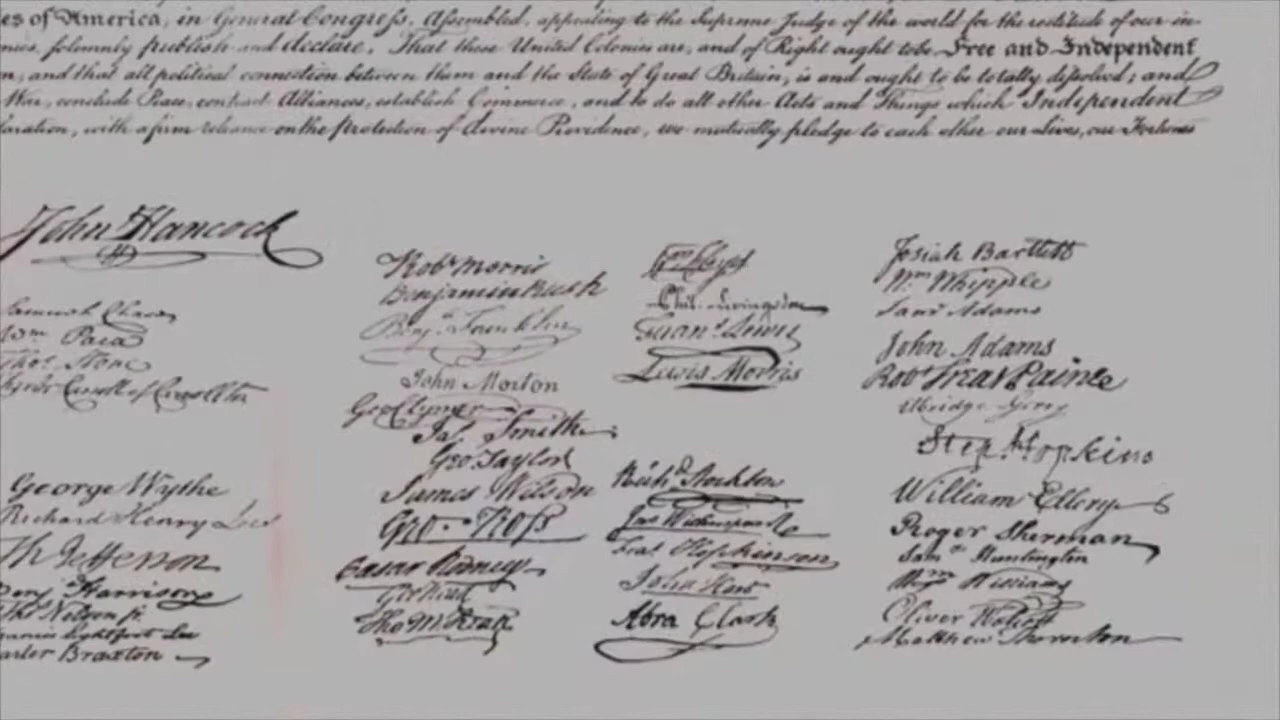 es of America, in General Congress, Assembled, appealing to the Supreme Judge of the world for the rectitude of our in-
nies, solemnly publish and declare, That these United Colonies are, and of Right ought to be Free and Independent
n, and that all political connection between them and the State of Great Britain, is and ought to be totally dissolved; and
War, conclude Peace, contract Alliances, establish Commerce, and to do all other Acts and Things which Independent
laration, with a firm reliance on the Protection of divine Providence, we mutually pledge to each other our Lives, our Fortunes
John Hancock
Samuel Chase
Wm Paca
Thos. Stone
Carroll of Carrollton
George Wythe
Richard Henry Lee
Th Jefferson
Benj Harrison
Thos Nelson jr.
Lightfoot Lee
arter Braxton
Robt Morris
Benjamin Rush
Benja. Franklin
John Morton
Geo Clymer
Jas. Smith
Geo Taylor
James Wilson
Geo. Ross
Caesar Rodney
Geo Read
Tho M:Kean
Wm Floyd
Phil. Livingston
Frans. Lewis
Lewis Morris
Richd. Stockton
Jno Witherspoon
Fras. Hopkinson
John Hart
Abra Clark
Josiah Bartlett
Wm Whipple
Saml Adams
John Adams
Robt Treat Paine
Elbridge Gerry
Step. Hopkins
William Ellery
Roger Sherman
Samel Huntington
Wm Williams
Oliver Wolcott
Matthew Thornton